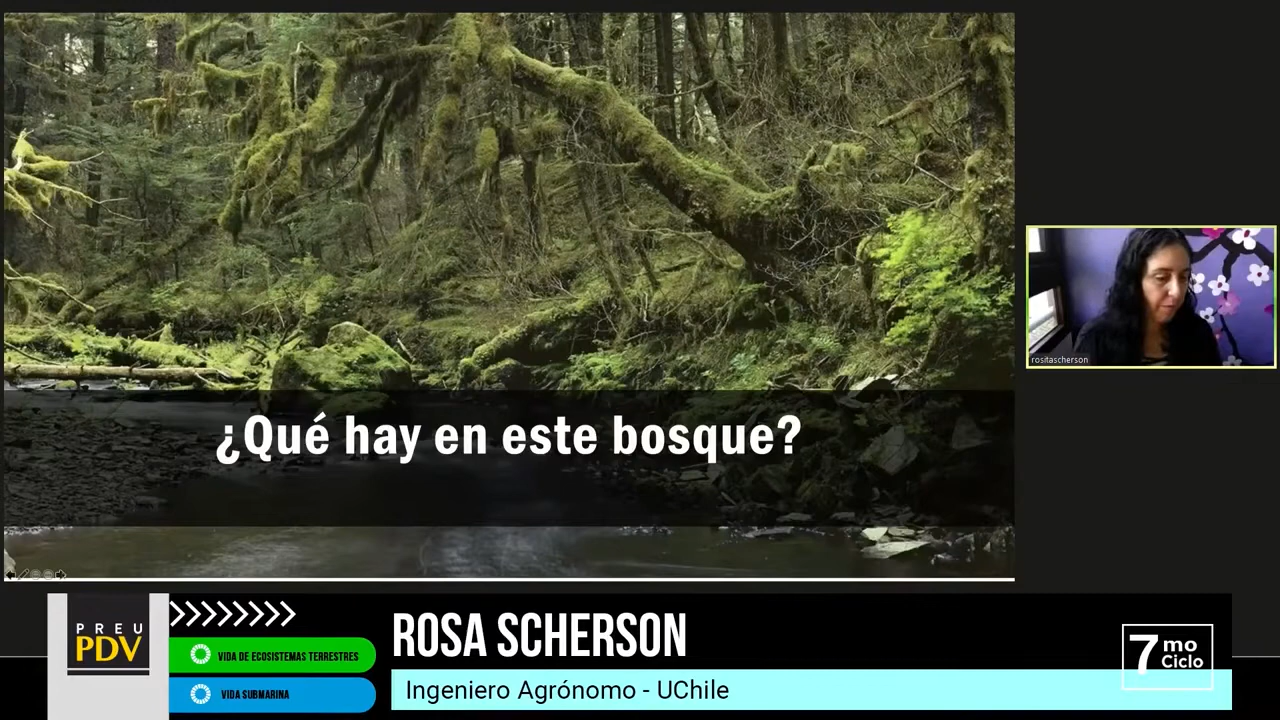 ¿Qué hay en este bosque?
rositascherson
PREU
PDV
VIDA DE ECOSISTEMAS TERRESTRES
VIDA SUBMARINA
ROSA SCHERSON
Ingeniero Agrónomo - UChile
7mo Ciclo